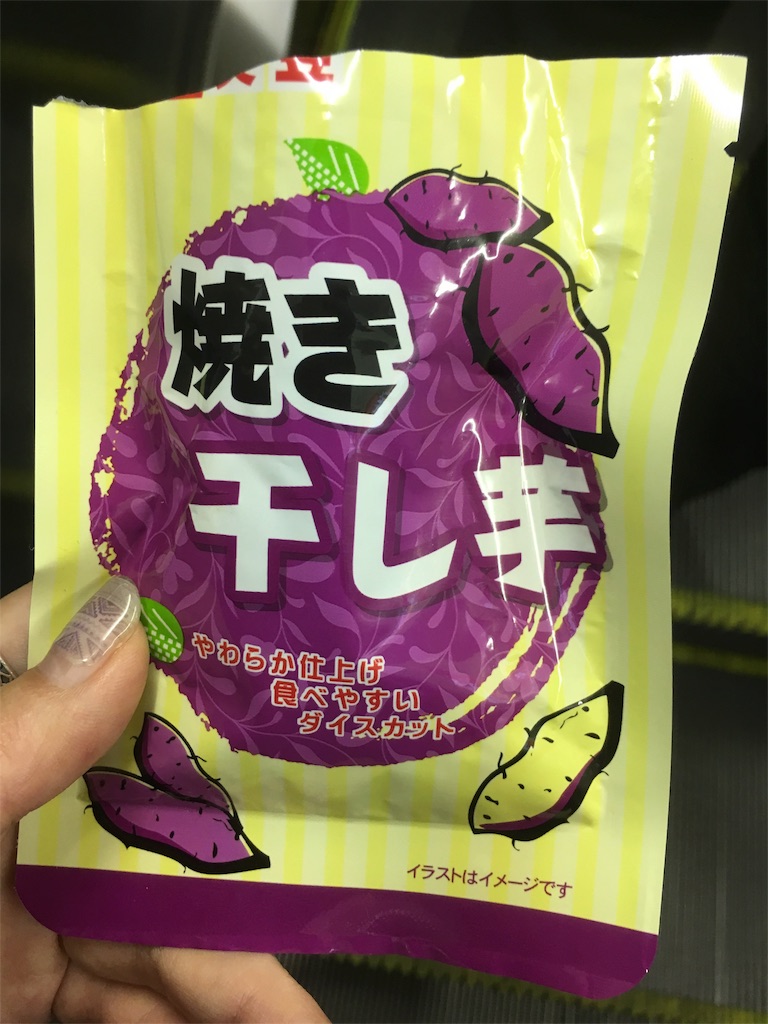 焼き
干し芋
やわらか仕上げ
食べやすい
ダイスカット
イラストはイメージです